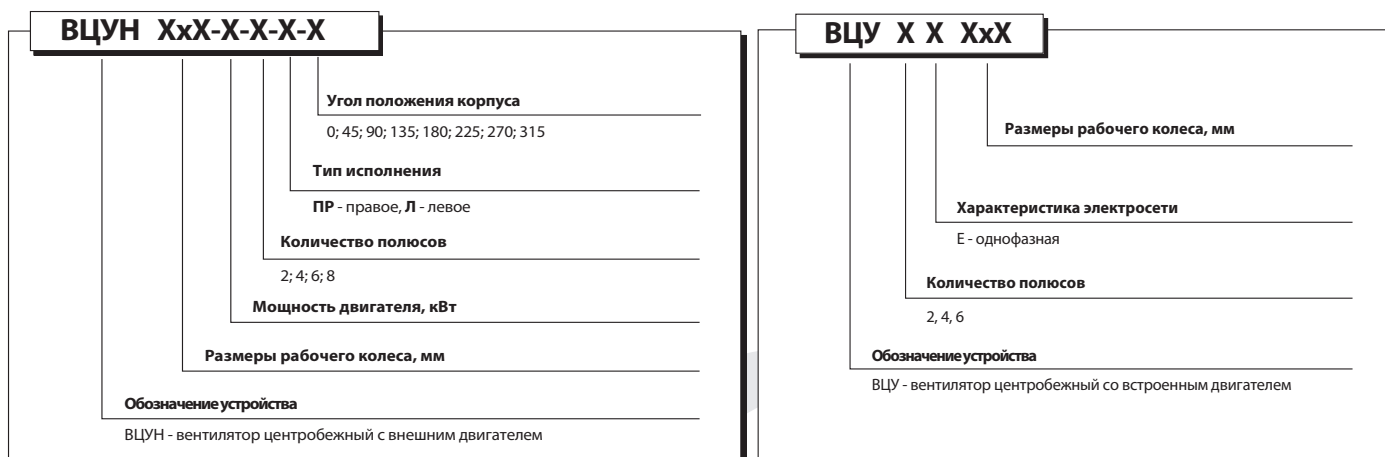 ВЦУН XxX-X-X-X-X
Угол положения корпуса
0; 45; 90; 135; 180; 225; 270; 315
Тип исполнения
ПР - правое, Л - левое
Количество полюсов
2; 4; 6; 8
Мощность двигателя, кВт
Размеры рабочего колеса, мм
Обозначение устройства
ВЦУН - вентилятор центробежный с внешним двигателем
ВЦУ X X XxX
Размеры рабочего колеса, мм
Характеристика электросети
Е - однофазная
Количество полюсов
2, 4, 6
Обозначение устройства
ВЦУ - вентилятор центробежный со встроенным двигателем